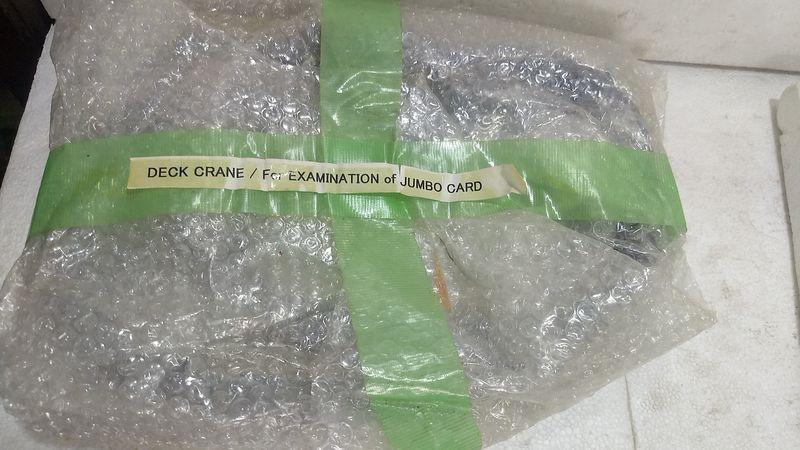 DECK CRANE / For EXAMINATION of JUMBO CARD